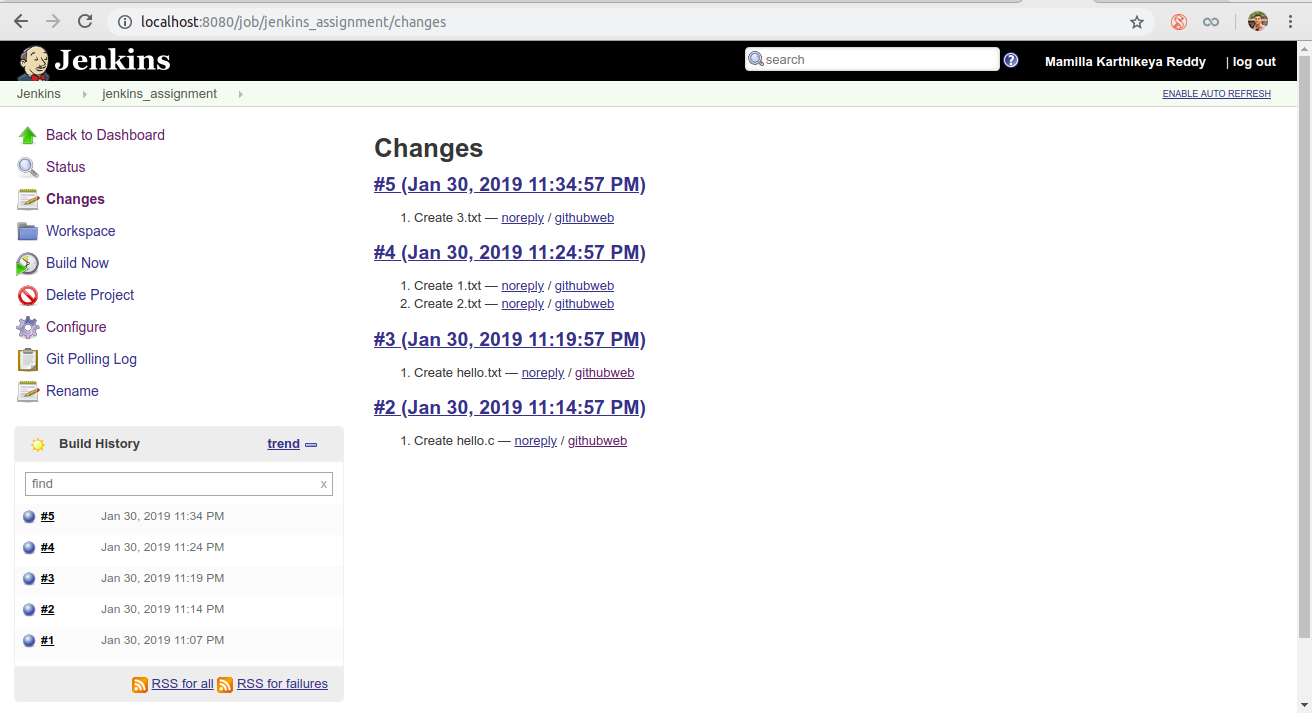 localhost:8080/job/jenkins_assignment/changes
Jenkins
search
Mamilla Karthikeya Reddy
| log out
Jenkins
jenkins_assignment
ENABLE AUTO REFRESH
Back to Dashboard
Status
Changes
Workspace
Build Now
Delete Project
Configure
Git Polling Log
Rename
Build History
trend
find
x
#5 Jan 30, 2019 11:34 PM
#4 Jan 30, 2019 11:24 PM
#3 Jan 30, 2019 11:19 PM
#2 Jan 30, 2019 11:14 PM
#1 Jan 30, 2019 11:07 PM
RSS for all RSS for failures
Changes
#5 (Jan 30, 2019 11:34:57 PM)
1. Create 3.txt — noreply / githubweb
#4 (Jan 30, 2019 11:24:57 PM)
1. Create 1.txt — noreply / githubweb
2. Create 2.txt — noreply / githubweb
#3 (Jan 30, 2019 11:19:57 PM)
1. Create hello.txt — noreply / githubweb
#2 (Jan 30, 2019 11:14:57 PM)
1. Create hello.c — noreply / githubweb